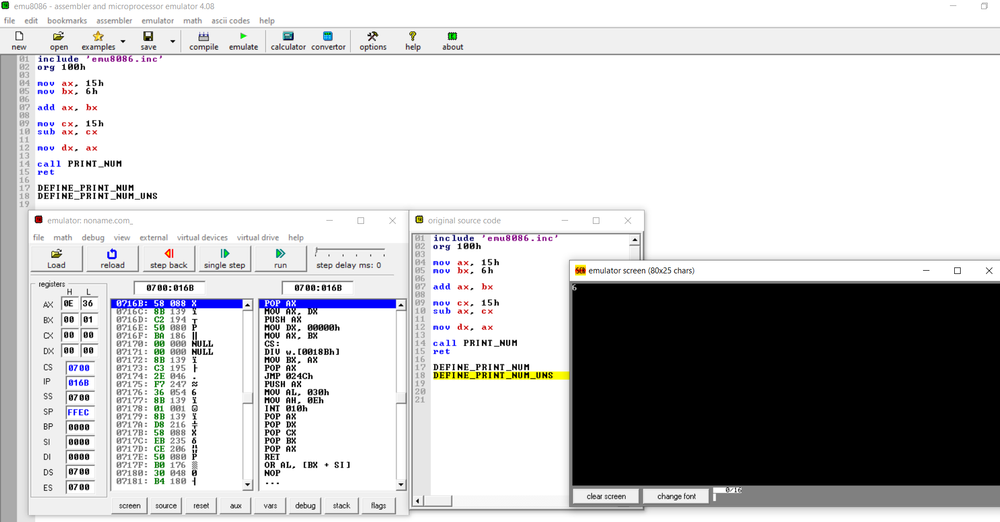 emu8086 - assembler and microprocessor emulator 4.08
file edit bookmarks assembler emulator math ascii codes help
new open examples save compile emulate calculator convertor options help about
01 include 'emu8086.inc'
02 org 100h
03
04 mov ax, 15h
05 mov bx, 6h
06
07 add ax, bx
08
09 mov cx, 15h
10 sub ax, cx
11
12 mov dx, ax
13
14 call PRINT_NUM
15 ret
16
17 DEFINE_PRINT_NUM
18 DEFINE_PRINT_NUM_UNS
19
emulator: noname.com_
file math debug view external virtual devices virtual drive help
Load reload step back single step run step delay ms: 0
registers
H L
AX 0E 36
BX 00 01
CX 00 00
DX 00 00
CS 0700
IP 016B
SS 0700
SP FFEC
BP 0000
SI 0000
DI 0000
DS 0700
ES 0700
0700:016B 0700:016B
0716B: 58 088 X
0716C: 8B 139 ï
0716D: C2 194 ┬
0716E: 50 080 P
0716F: BA 186 ║
07170: 00 000 NULL
07171: 00 000 NULL
07172: 8B 139 ï
07173: C3 195 ├
07174: 2E 046 .
07175: F7 247 ≈
07176: 36 054 6
07177: 8B 139 ï
07178: 01 001 ☺
07179: 8B 139 ï
0717A: D8 216 ╪
0717B: 58 088 X
0717C: EB 235 δ
0717D: CE 206 ╬
0717E: 50 080 P
0717F: B0 176 ░
07180: 30 048 0
07181: B4 180 ┤
POP AX
MOV AX, DX
PUSH AX
MOV DX, 00000h
MOV AX, BX
CS:
DIV w.[0018Bh]
MOV BX, AX
POP AX
JMP 024Ch
PUSH AX
MOV AL, 030h
MOV AH, 0Eh
INT 010h
POP AX
POP DX
POP CX
POP BX
POP AX
RET
OR AL, [BX + SI]
NOP
...
screen source reset aux vars debug stack flags
original source code
01 include 'emu8086.inc'
02 org 100h
03
04 mov ax, 15h
05 mov bx, 6h
06
07 add ax, bx
08
09 mov cx, 15h
10 sub ax, cx
11
12 mov dx, ax
13
14 call PRINT_NUM
15 ret
16
17 DEFINE_PRINT_NUM
18 DEFINE_PRINT_NUM_UNS
19
20
21
SCR emulator screen (80x25 chars)
6
clear screen change font 0/16